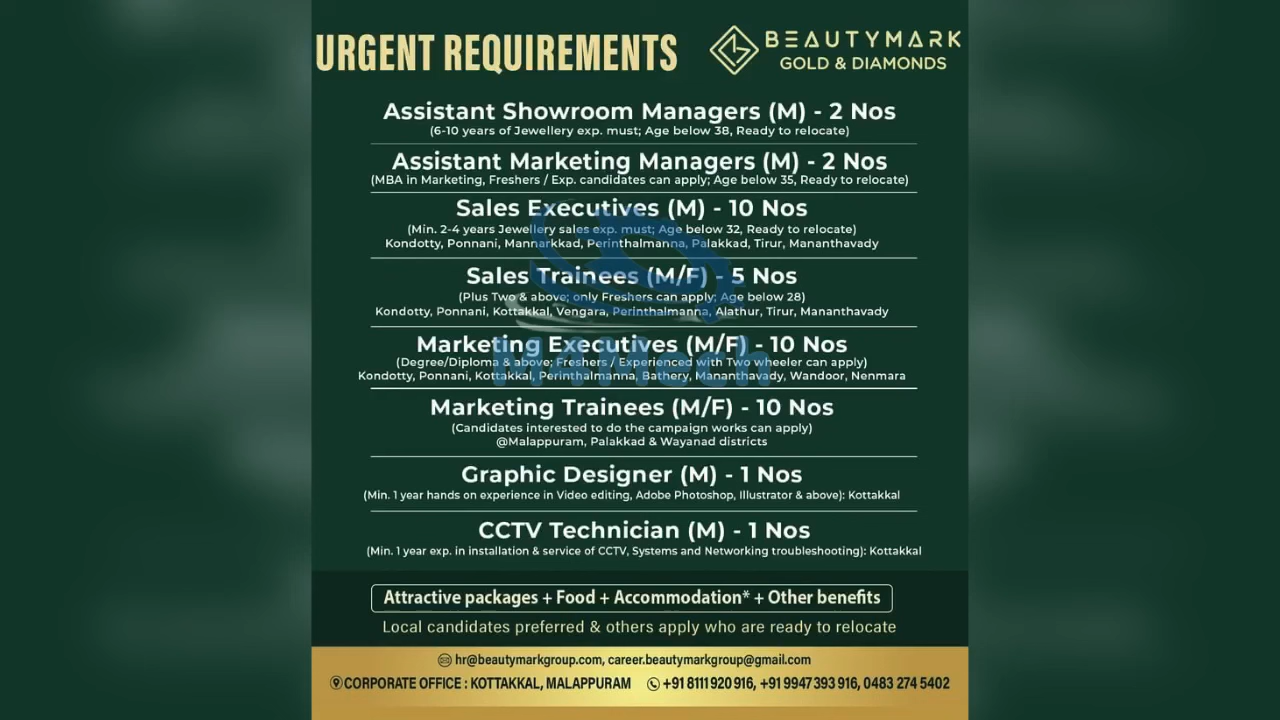 URGENT REQUIREMENTS
BEAUTYMARK
GOLD & DIAMONDS
Assistant Showroom Managers (M) - 2 Nos
(6-10 years of Jewellery exp. must; Age below 38, Ready to relocate)
Assistant Marketing Managers (M) - 2 Nos
(MBA in Marketing, Freshers / Exp. candidates can apply; Age below 35, Ready to relocate)
Sales Executives (M) - 10 Nos
(Min. 2-4 years Jewellery sales exp. must; Age below 32, Ready to relocate)
Kondotty, Ponnani, Mannarkkad, Perinthalmanna, Palakkad, Tirur, Mananthavady
Sales Trainees (M/F) - 5 Nos
(Plus Two & above; only Freshers can apply; Age below 28)
Kondotty, Ponnani, Kottakkal, Vengara, Perinthalmanna, Alathur, Tirur, Mananthavady
Marketing Executives (M/F) - 10 Nos
(Degree/Diploma & above; Freshers / Experienced with Two wheeler can apply)
Kondotty, Ponnani, Kottakkal, Perinthalmanna, Bathery, Mananthavady, Wandoor, Nenmara
Marketing Trainees (M/F) - 10 Nos
(Candidates interested to do the campaign works can apply)
@Malappuram, Palakkad & Wayanad districts
Graphic Designer (M) - 1 Nos
(Min. 1 year hands on experience in Video editing, Adobe Photoshop, Illustrator & above): Kottakkal
CCTV Technician (M) - 1 Nos
(Min. 1 year exp. in installation & service of CCTV, Systems and Networking troubleshooting): Kottakkal
Attractive packages + Food + Accommodation* + Other benefits
Local candidates preferred & others apply who are ready to relocate
hr@beautymarkgroup.com, career.beautymarkgroup@gmail.com
CORPORATE OFFICE : KOTTAKKAL, MALAPPURAM +91 8111 920 916, +91 9947 393 916, 0483 274 5402